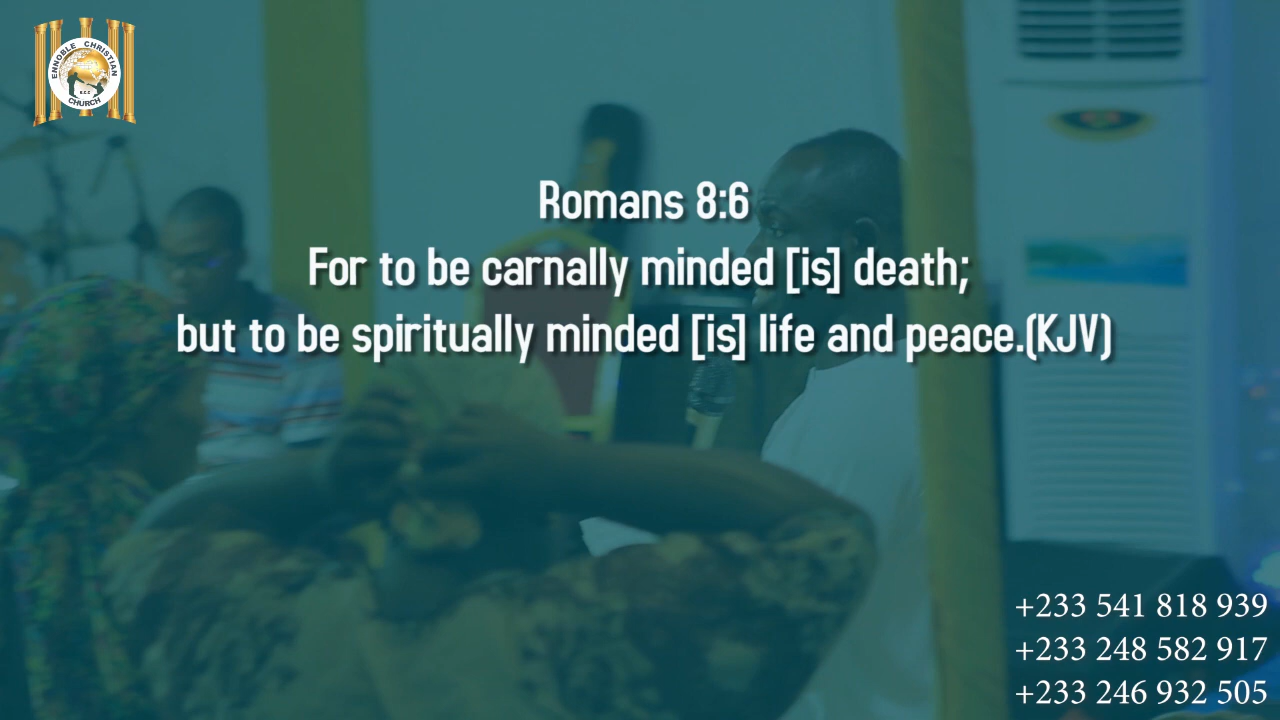 ENNOBLE CHRISTIAN
E.C.C
CHURCH
Romans 8:6
For to be carnally minded [is] death;
but to be spiritually minded [is] life and peace.(KJV)
+233 541 818 939
+233 248 582 917
+233 246 932 505